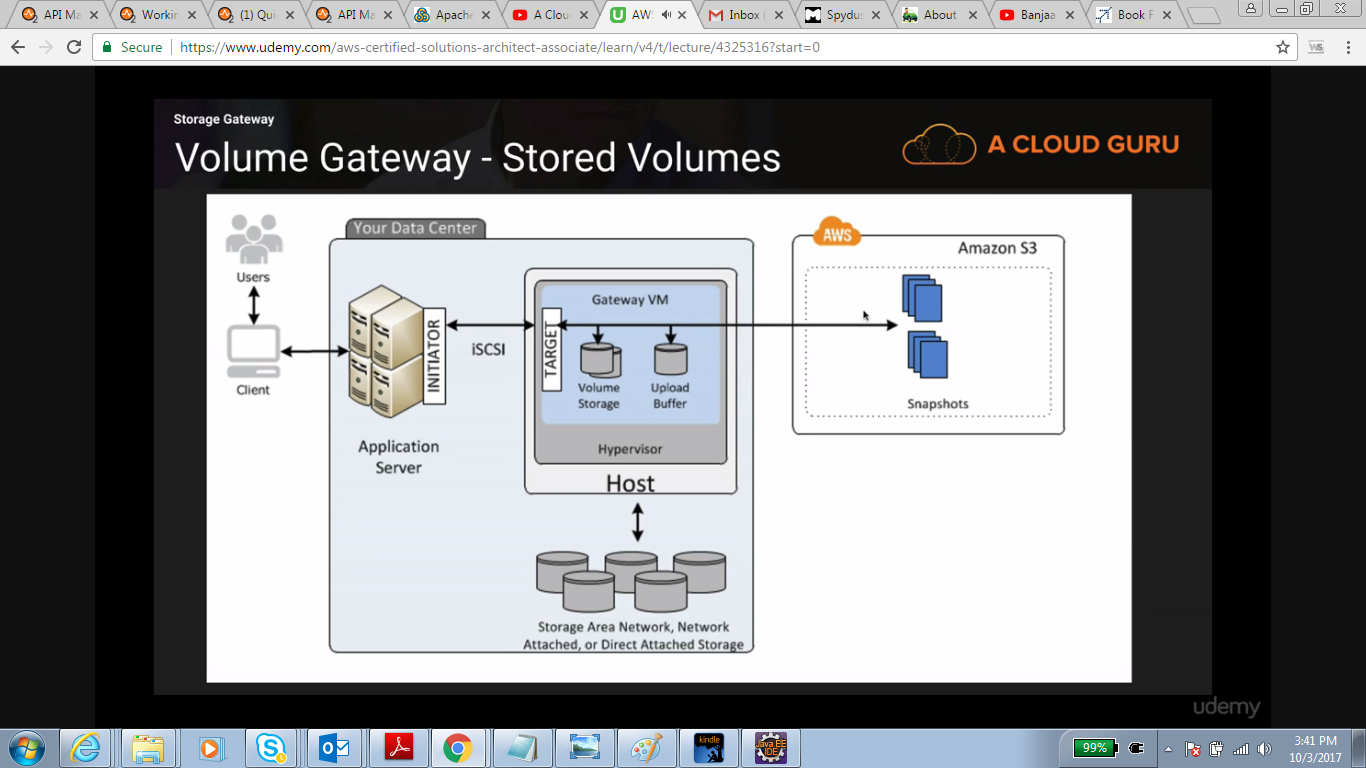 API Ma
Workin
(1) Qui
API Ma
Apache
A Clou
AWS
Inbox (
Spydus
About
Banjaa
Book F
Secure
https://www.udemy.com/aws-certified-solutions-architect-associate/learn/v4/t/lecture/4325316?start=0
Storage Gateway
Volume Gateway - Stored Volumes
A CLOUD GURU
Users
Client
Your Data Center
Application
Server
INITIATOR
iSCSI
TARGET
Gateway VM
Volume
Storage
Upload
Buffer
Hypervisor
Host
Storage Area Network, Network
Attached, or Direct Attached Storage
AWS
Amazon S3
Snapshots
udemy
kindle
Java EE
IDE
99%
3:41 PM
10/3/2017